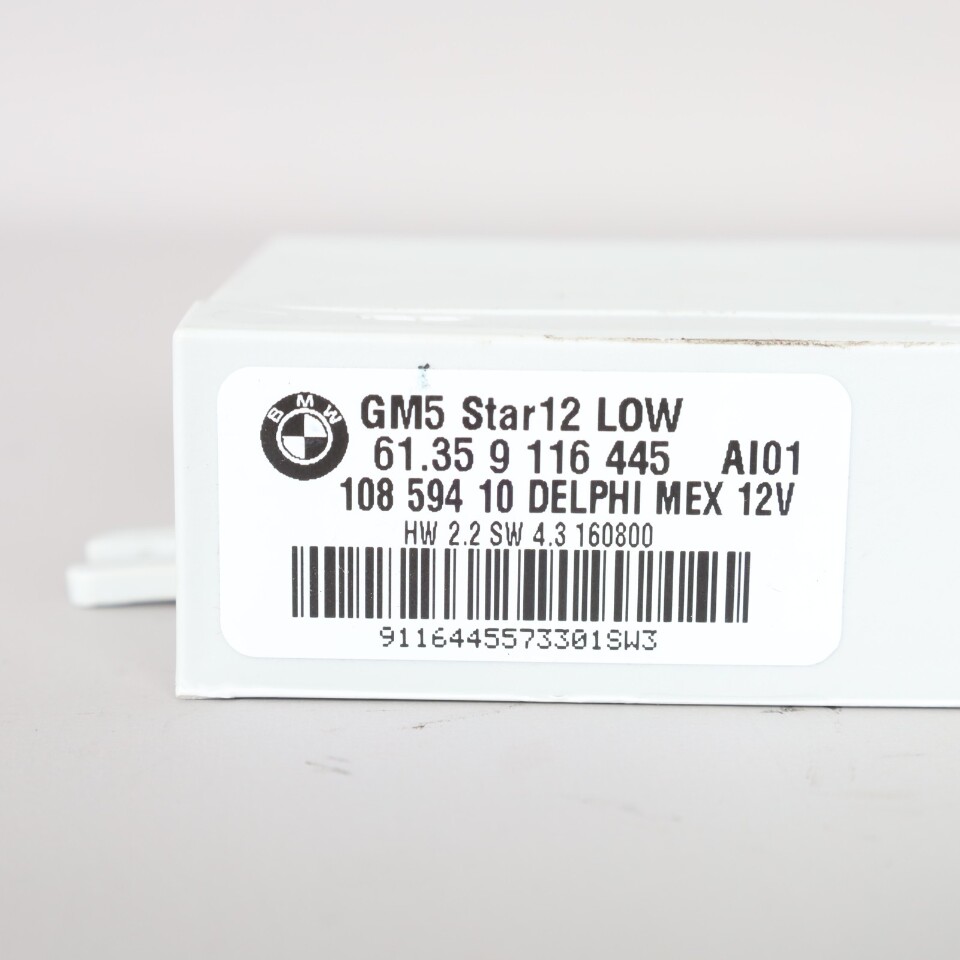 BMW
GM5 Star12 LOW
61.35 9 116 445 AI01
108 594 10 DELPHI MEX 12V
HW 2.2 SW 4.3 160800
9116445573301SW3